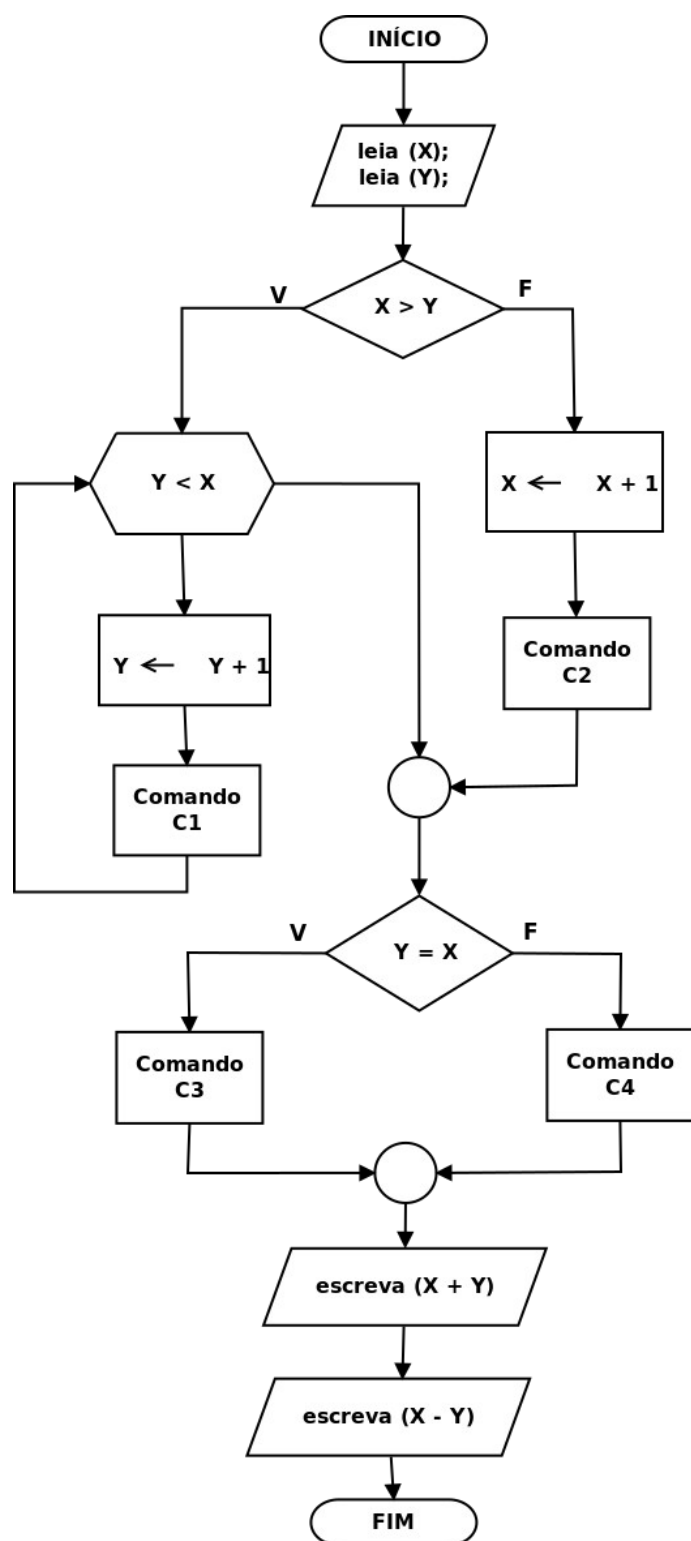 INÍCIO
leia (X);
leia (Y);
X > Y
V
F
Y < X
X ← X + 1
Y ← Y + 1
Comando
C2
Comando
C1
Y = X
V
F
Comando
C3
Comando
C4
escreva (X + Y)
escreva (X - Y)
FIM